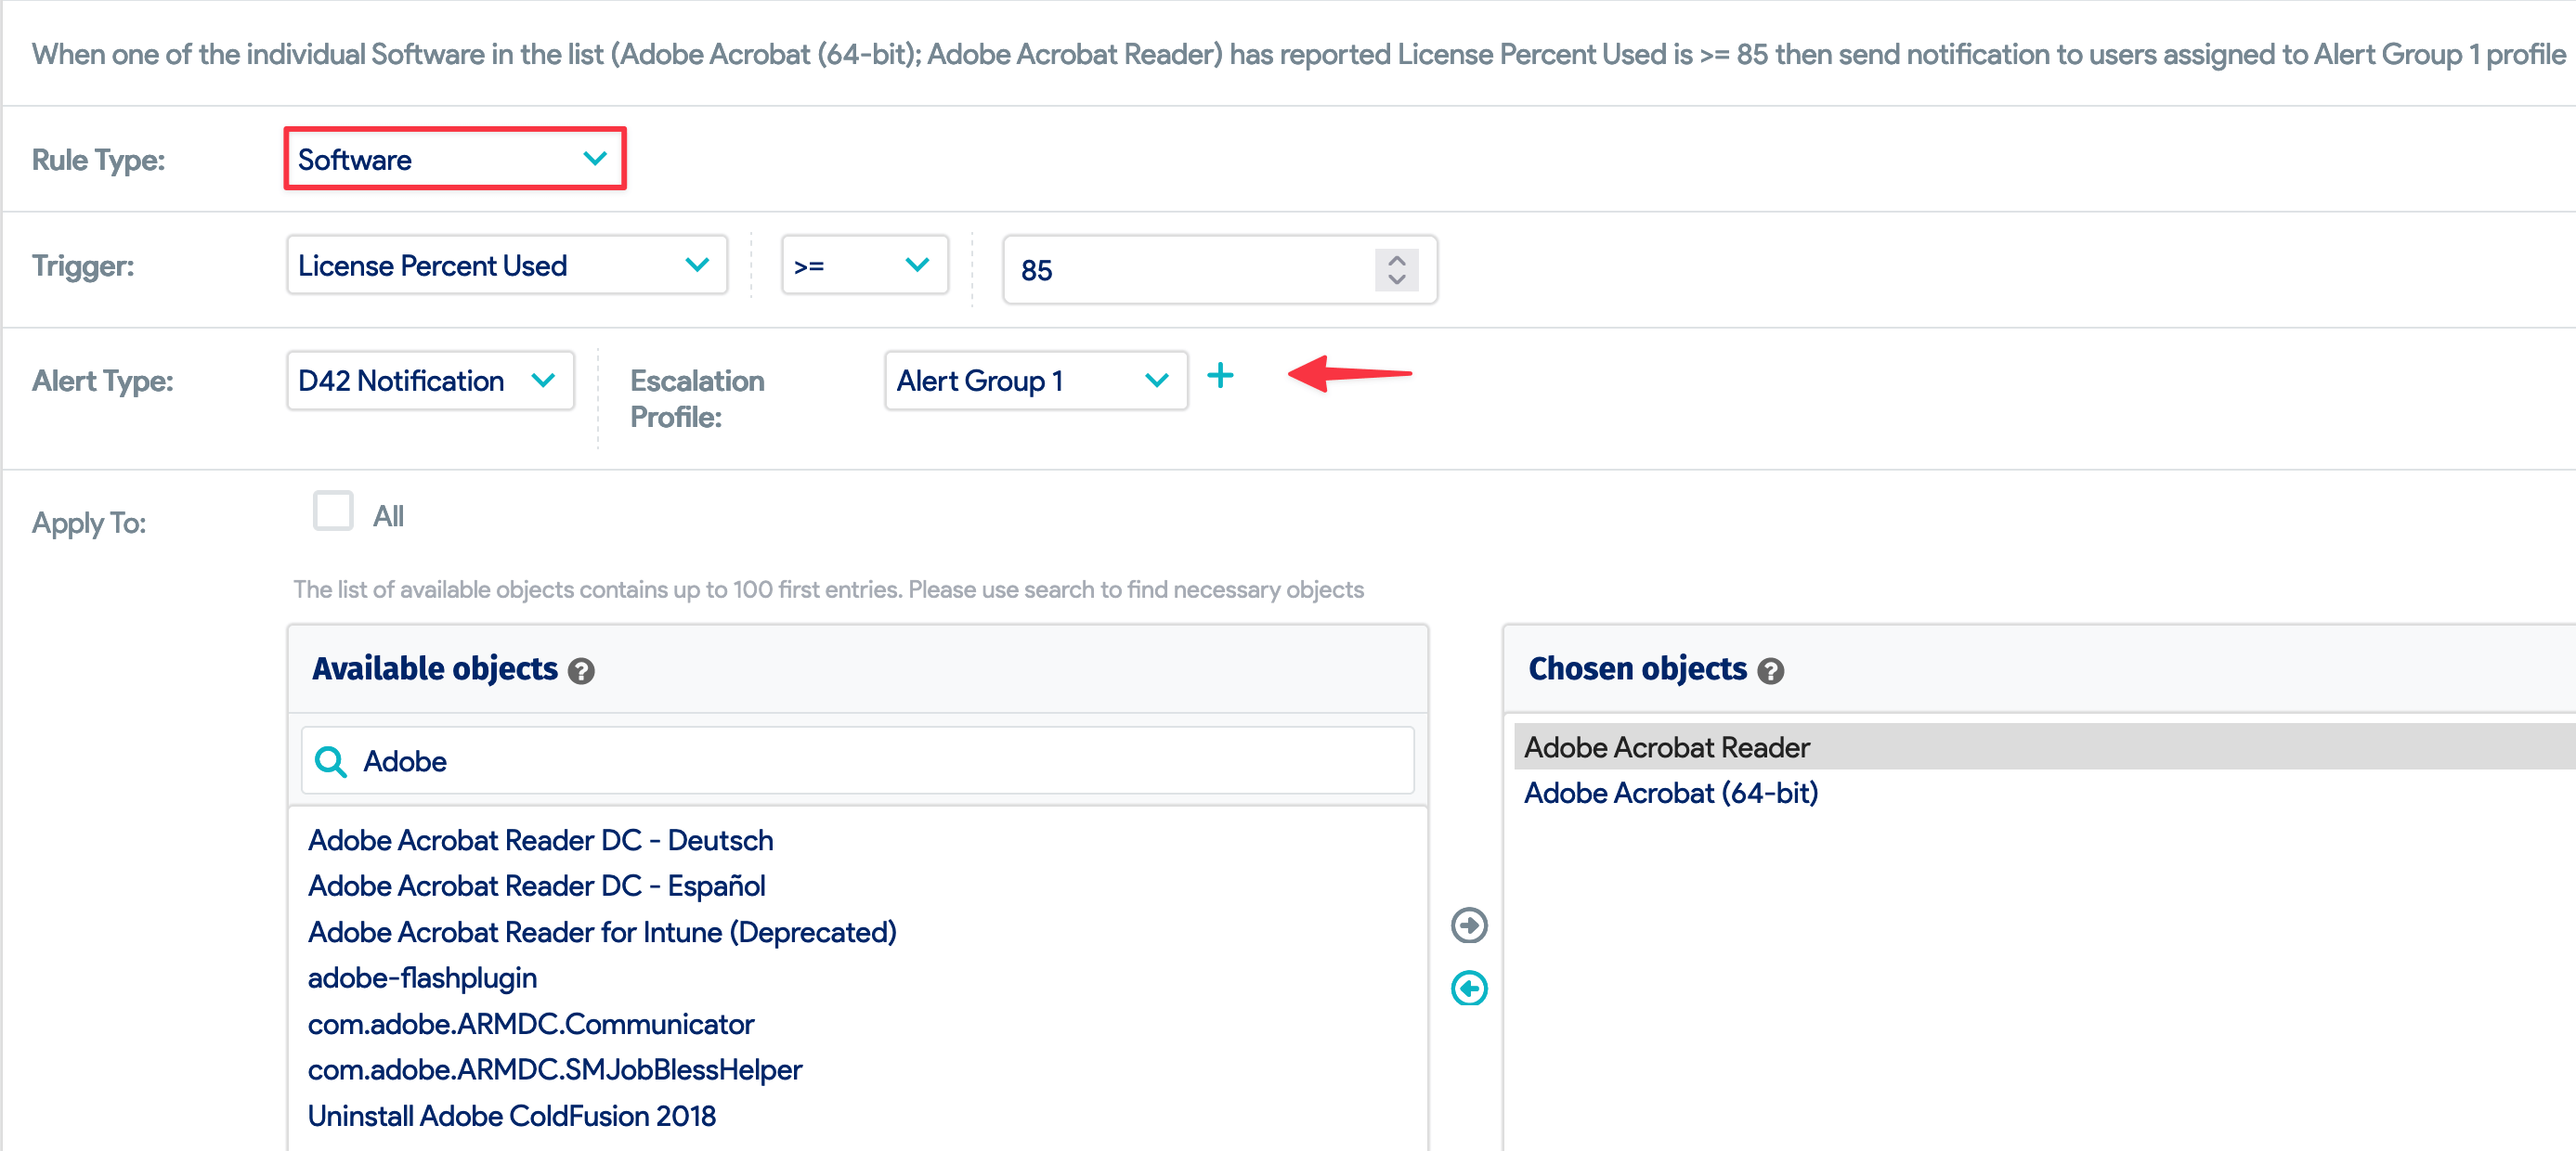 When one of the individual Software in the list (Adobe Acrobat (64-bit); Adobe Acrobat Reader) has reported License Percent Used is >= 85 then send notification to users assigned to Alert Group 1 profile
Rule Type: Software
Trigger: License Percent Used >= 85
Alert Type: D42 Notification Escalation Profile: Alert Group 1 +
Apply To: All
The list of available objects contains up to 100 first entries. Please use search to find necessary objects
Available objects ?
Adobe
Adobe Acrobat Reader DC - Deutsch
Adobe Acrobat Reader DC - Español
Adobe Acrobat Reader for Intune (Deprecated)
adobe-flashplugin
com.adobe.ARMDC.Communicator
com.adobe.ARMDC.SMJobBlessHelper
Uninstall Adobe ColdFusion 2018
Chosen objects ?
Adobe Acrobat Reader
Adobe Acrobat (64-bit)